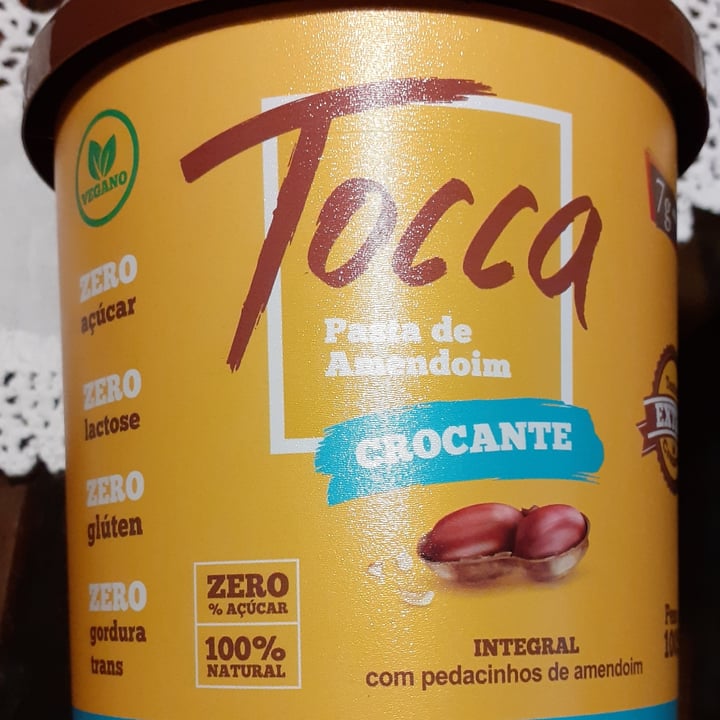 VEGANO
Tocca
7g
ZERO
açúcar
Pasta de
Amendoim
ZERO
lactose
CROCANTE
ZERO
glúten
ZERO
gordura
trans
ZERO
% AÇÚCAR
100%
NATURAL
INTEGRAL
com pedacinhos de amendoim